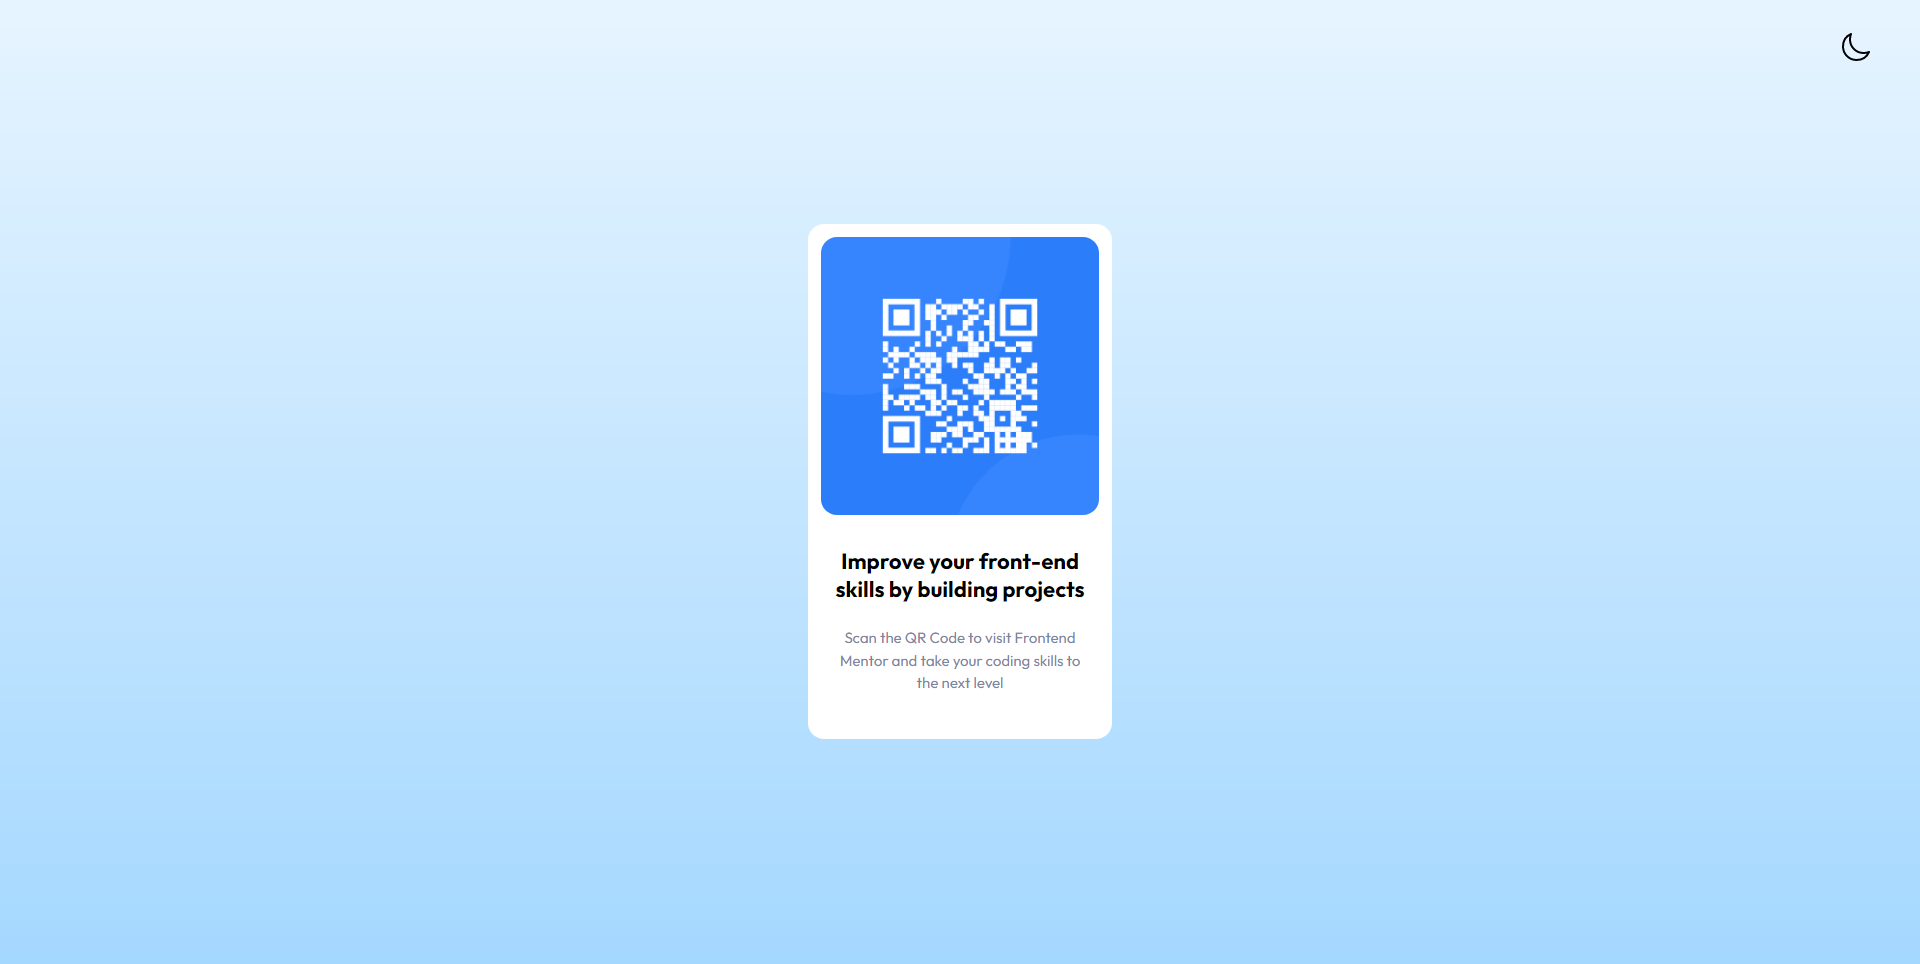 Improve your front-end
skills by building projects
Scan the QR Code to visit Frontend
Mentor and take your coding skills to
the next level